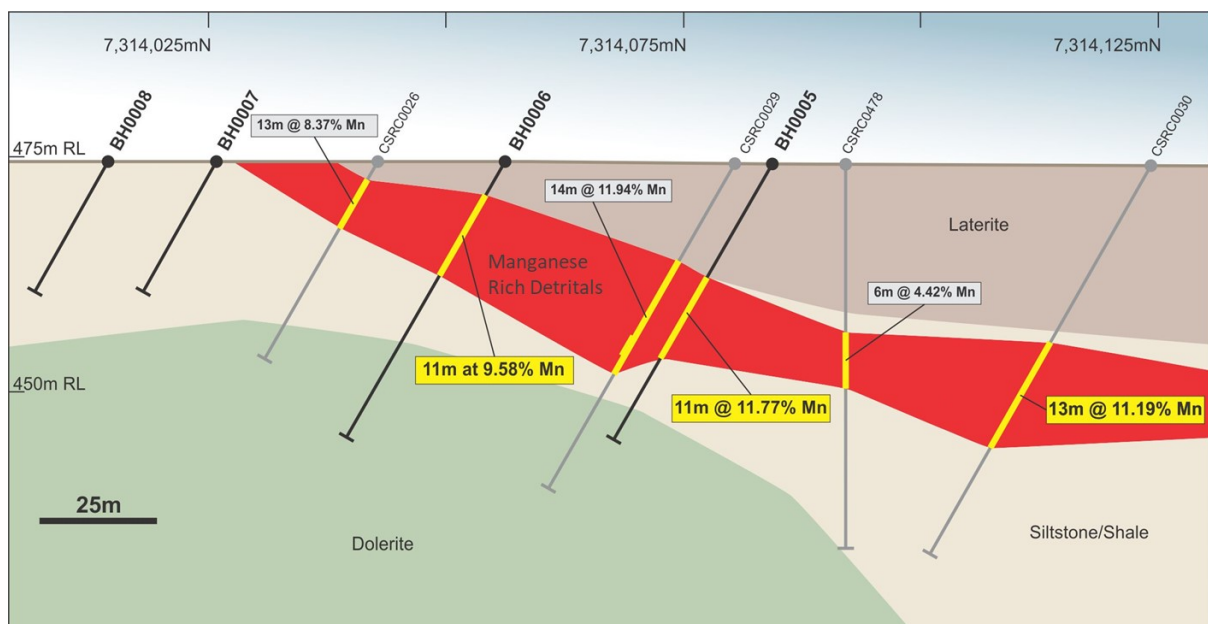 7,314,025mN
7,314,075mN
7,314,125mN
BH0008
BH0007
CSRC0026
BH0006
CSRC0029
BH0005
CSRC0478
CSRC0030
13m @ 8.37% Mn
475m RL
14m @ 11.94% Mn
Laterite
Manganese
Rich Detritals
6m @ 4.42% Mn
11m at 9.58% Mn
450m RL
11m @ 11.77% Mn
13m @ 11.19% Mn
25m
Dolerite
Siltstone/Shale